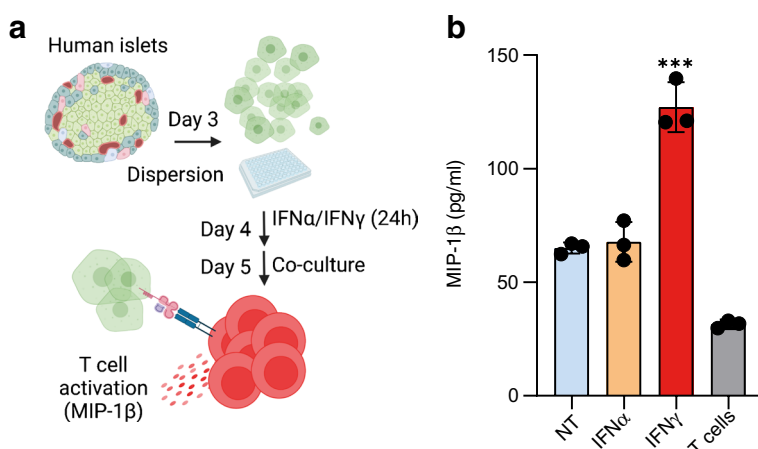 a
Human islets
Day 3
Dispersion
Day 4
IFNα/IFNγ (24h)
Day 5
Co-culture
T cell
activation
(MIP-1β)
b
***
150
100
50
0
MIP-1β (pg/ml)
NT
IFNα
IFNγ
T cells